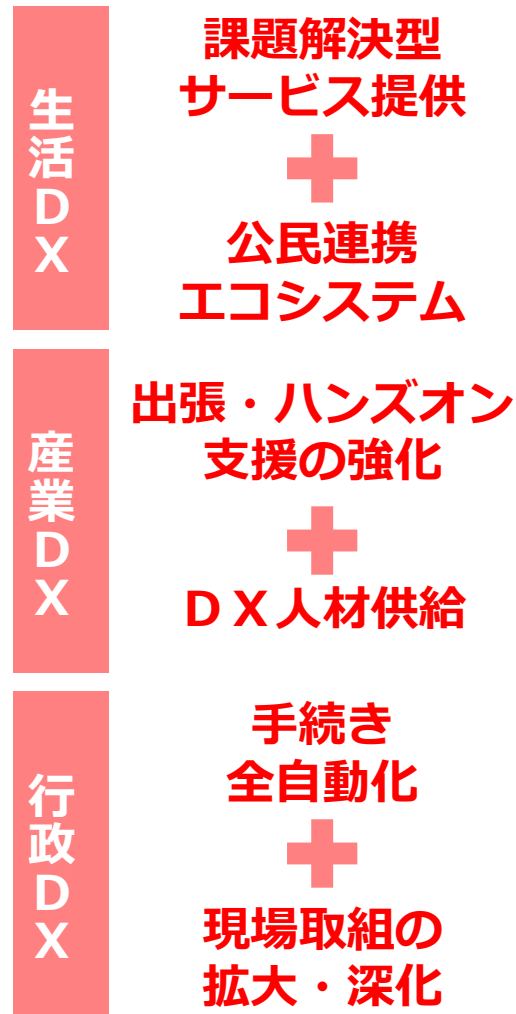 生活ＤＸ
課題解決型
サービス提供
公民連携
エコシステム
産業ＤＸ
出張・ハンズオン
支援の強化
ＤＸ人材供給
行政ＤＸ
手続き
全自動化
現場取組の
拡大・深化